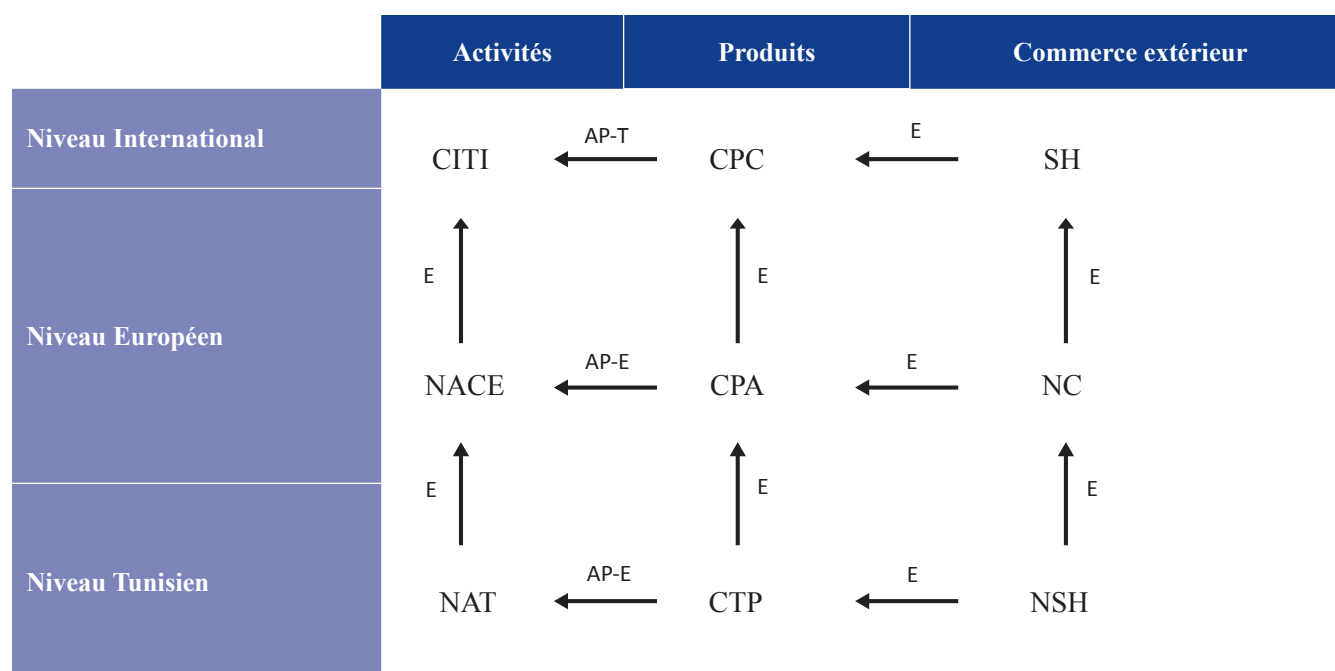 Activités Produits Commerce extérieur
Niveau International
AP-T E
CITI CPC SH
E E E
Niveau Européen
AP-E E
NACE CPA NC
E E E
Niveau Tunisien
AP-E E
NAT CTP NSH